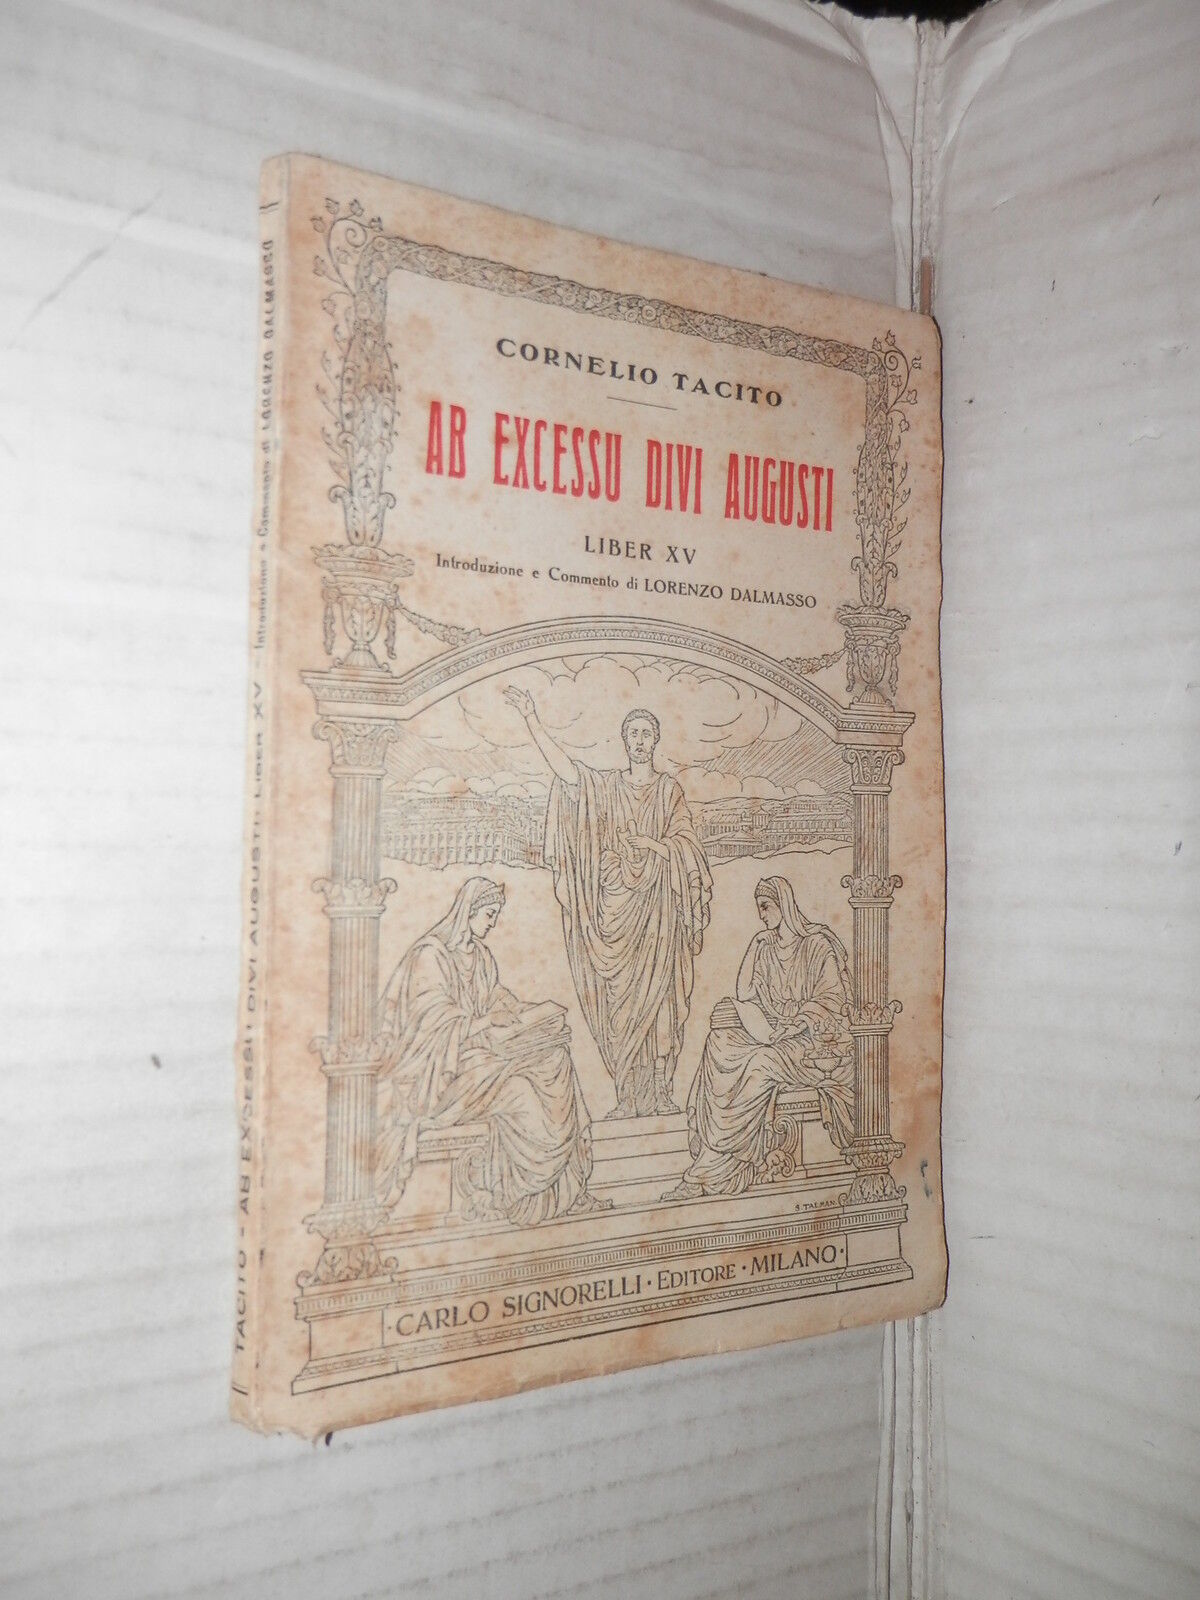 CORNELIO TACITO
AB EXCESSU DIVI AUGUSTI
LIBER XV
Introduzione e Commento di LORENZO DALMASSO
S. TALMAN.
·CARLO SIGNORELLI·EDITORE·MILANO·
TACITO - AB EXCESSU DIVI AUGUSTI, LIBER XV - Introduzione e Commento di LORENZO DALMASSO